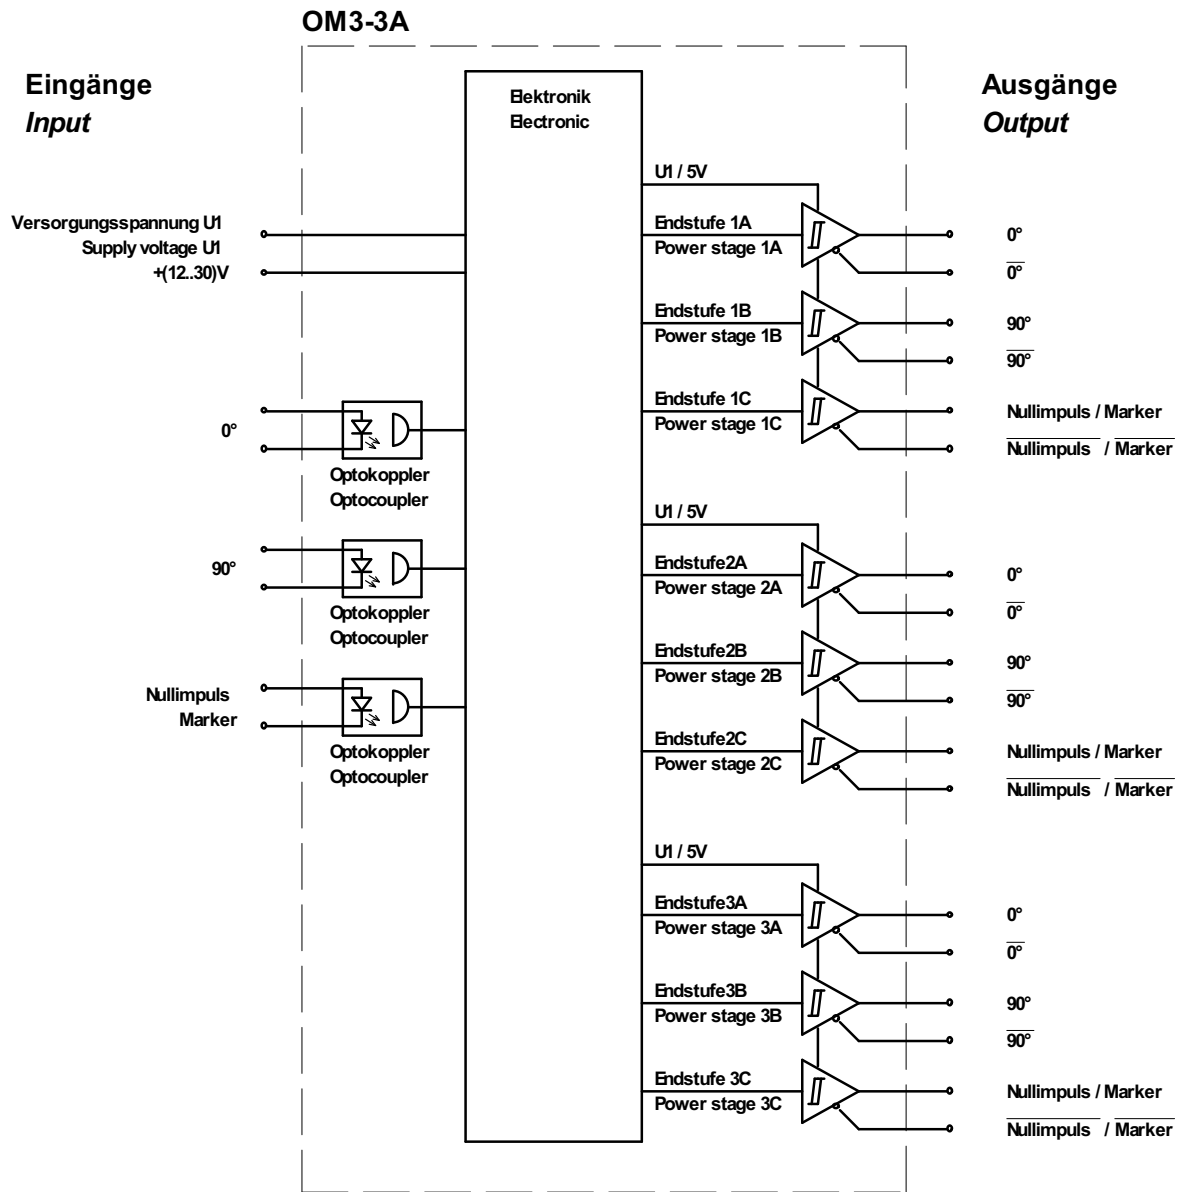 OM3-3A
Eingänge
Input
Elektronik
Electronic
Ausgänge
Output
Versorgungsspannung U1
Supply voltage U1
+(12..30)V
0°
Optokoppler
Optocoupler
90°
Optokoppler
Optocoupler
Nullimpuls
Marker
Optokoppler
Optocoupler
U1 / 5V
Endstufe 1A
Power stage 1A
0°
0°
Endstufe 1B
Power stage 1B
90°
90°
Endstufe 1C
Power stage 1C
Nullimpuls / Marker
Nullimpuls / Marker
U1 / 5V
Endstufe2A
Power stage 2A
0°
0°
Endstufe2B
Power stage 2B
90°
90°
Endstufe2C
Power stage 2C
Nullimpuls / Marker
Nullimpuls / Marker
U1 / 5V
Endstufe3A
Power stage 3A
0°
0°
Endstufe3B
Power stage 3B
90°
90°
Endstufe 3C
Power stage 3C
Nullimpuls / Marker
Nullimpuls / Marker